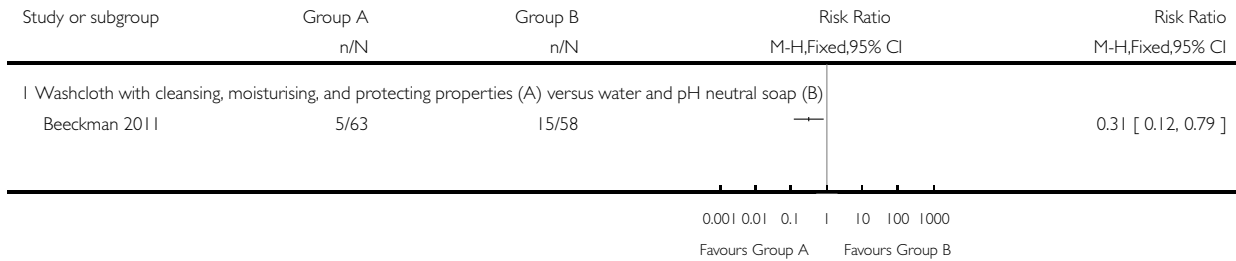 Study or subgroup Group A Group B Risk Ratio Risk Ratio
n/N n/N M-H,Fixed,95% CI M-H,Fixed,95% CI
1 Washcloth with cleansing, moisturising, and protecting properties (A) versus water and pH neutral soap (B)
Beeckman 2011 5/63 15/58 0.31 [ 0.12, 0.79 ]
0.001 0.01 0.1 1 10 100 1000
Favours Group A Favours Group B